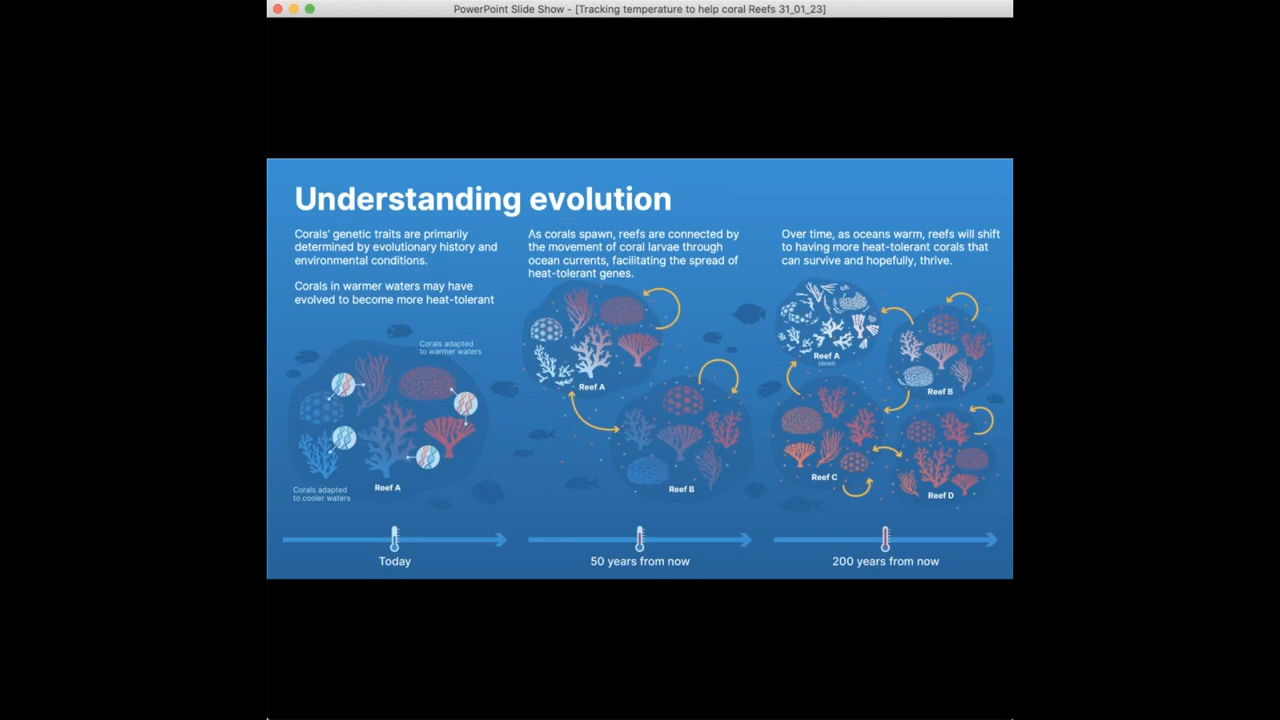 PowerPoint Slide Show - [Tracking temperature to help coral Reefs 31_01_23]
Understanding evolution
Corals' genetic traits are primarily
determined by evolutionary history and
environmental conditions.
Corals in warmer waters may have
evolved to become more heat-tolerant
Corals adapted
to warmer waters
Corals adapted
to cooler waters
Reef A
Today
As corals spawn, reefs are connected by
the movement of coral larvae through
ocean currents, facilitating the spread of
heat-tolerant genes.
Reef A
Reef B
50 years from now
Over time, as oceans warm, reefs will shift
to having more heat-tolerant corals that
can survive and hopefully, thrive.
Reef A
(dead)
Reef B
Reef C
Reef D
200 years from now